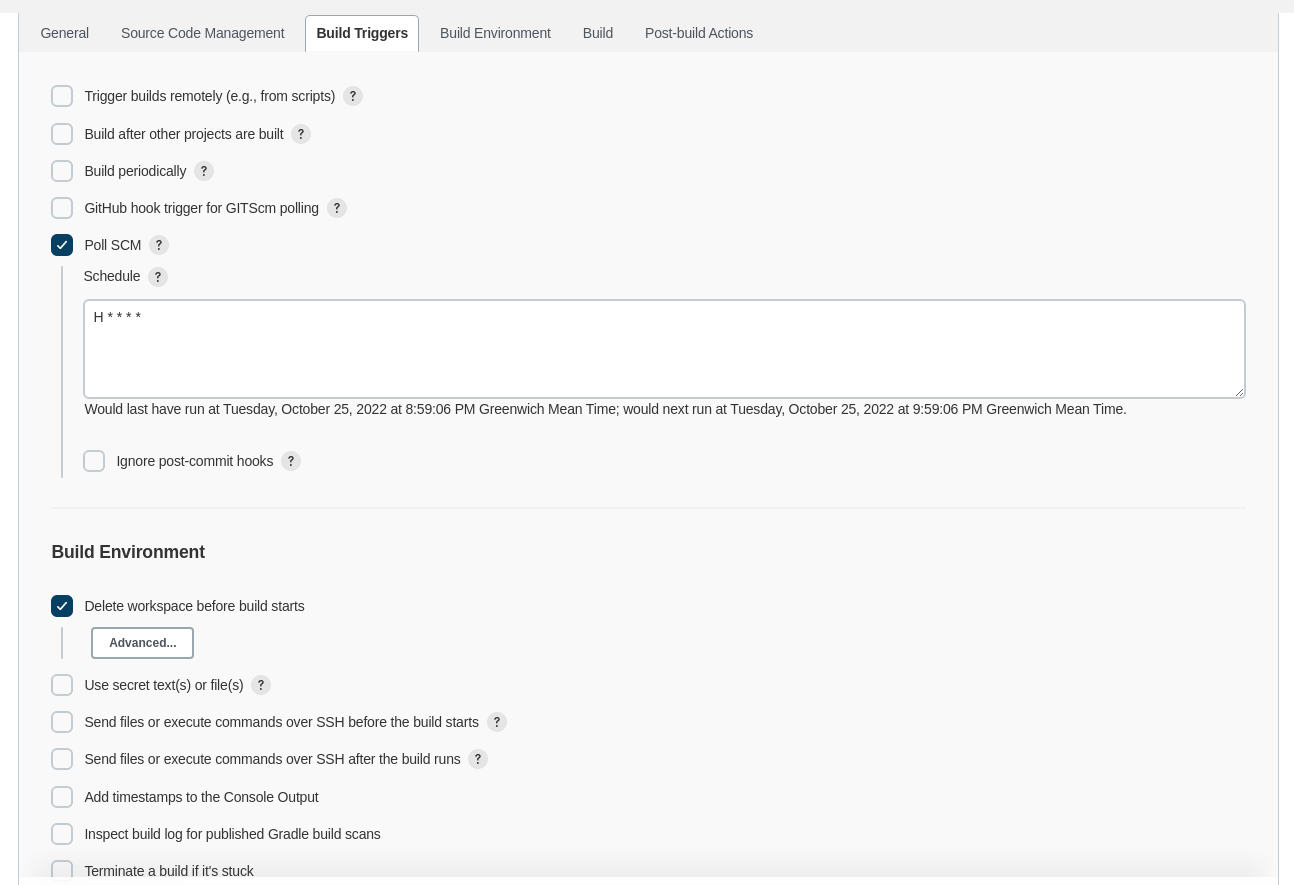 General Source Code Management Build Triggers Build Environment Build Post-build Actions
Trigger builds remotely (e.g., from scripts) ?
Build after other projects are built ?
Build periodically ?
GitHub hook trigger for GITScm polling ?
Poll SCM ?
Schedule ?
H * * * *
Would last have run at Tuesday, October 25, 2022 at 8:59:06 PM Greenwich Mean Time; would next run at Tuesday, October 25, 2022 at 9:59:06 PM Greenwich Mean Time.
Ignore post-commit hooks ?
Build Environment
Delete workspace before build starts
Advanced...
Use secret text(s) or file(s) ?
Send files or execute commands over SSH before the build starts ?
Send files or execute commands over SSH after the build runs ?
Add timestamps to the Console Output
Inspect build log for published Gradle build scans
Terminate a build if it's stuck